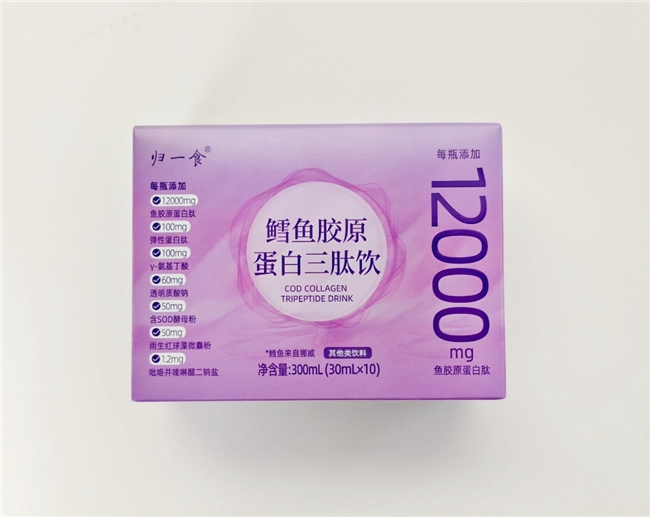 归一食®
每瓶添加
12000mg
鱼胶原蛋白肽
100mg
弹性蛋白肽
100mg
γ-氨基丁酸
60mg
透明质酸钠
50mg
含SOD酵母粉
50mg
雨生红球藻微囊粉
1.2mg
吡咯并喹啉醌二钠盐
鳕鱼胶原
蛋白三肽饮
COD COLLAGEN
TRIPEPTIDE DRINK
*鳕鱼来自挪威 其他类饮料
净含量:300mL (30mL×10)
每瓶添加
12000
mg
鱼胶原蛋白肽